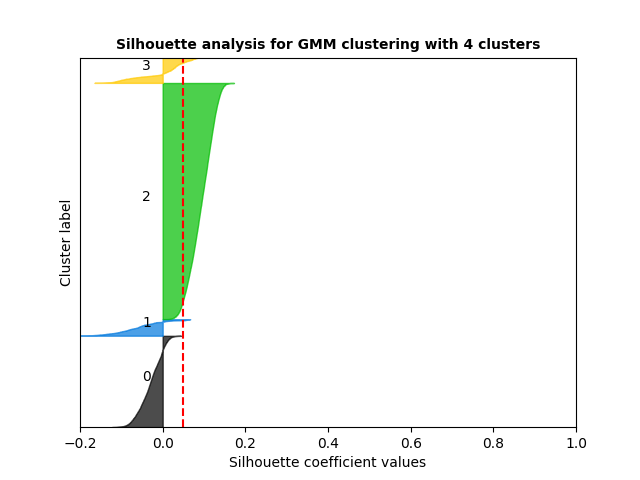 Silhouette analysis for GMM clustering with 4 clusters
3
2
1
0
Cluster label
−0.2 0.0 0.2 0.4 0.6 0.8 1.0
Silhouette coefficient values